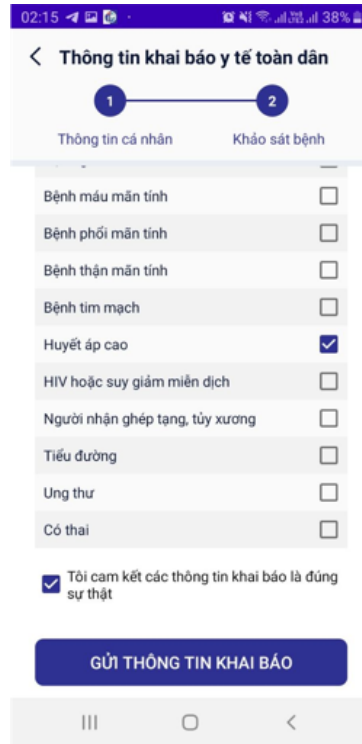 02:15 38%
Thông tin khai báo y tế toàn dân
1 2
Thông tin cá nhân Khảo sát bệnh
Bệnh máu mãn tính
Bệnh phổi mãn tính
Bệnh thận mãn tính
Bệnh tim mạch
Huyết áp cao
HIV hoặc suy giảm miễn dịch
Người nhận ghép tạng, tủy xương
Tiểu đường
Ung thư
Có thai
Tôi cam kết các thông tin khai báo là đúng
sự thật
GỬI THÔNG TIN KHAI BÁO